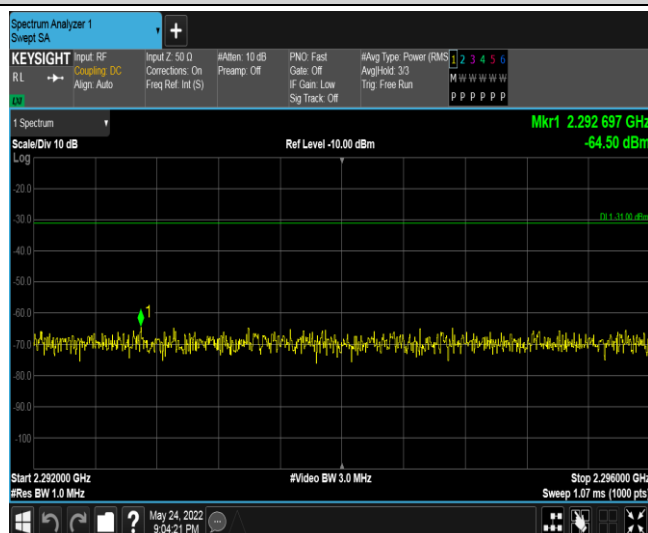 Spectrum Analyzer 1
Swept SA
+
KEYSIGHT
RL
Input: RF
Coupling: DC
Align: Auto
Input Z: 50 Ω
Corrections: On
Freq Ref: Int (S)
#Atten: 10 dB
Preamp: Off
PNO: Fast
Gate: Off
IF Gain: Low
Sig Track: Off
#Avg Type: Power (RMS
Avg|Hold: 3/3
Trig: Free Run
1 2 3 4 5 6
M W W W W W
P P P P P P
1 Spectrum
Scale/Div 10 dB
Ref Level -10.00 dBm
Mkr1 2.292 697 GHz
-64.50 dBm
Log
-20.0
-30.0
DL1 -31.00 dBm
-40.0
-50.0
-60.0
1
-70.0
-80.0
-90.0
-100
Start 2.292000 GHz
#Video BW 3.0 MHz
Stop 2.296000 GHz
#Res BW 1.0 MHz
Sweep 1.07 ms (1000 pts)
?
May 24, 2022
9:04:21 PM